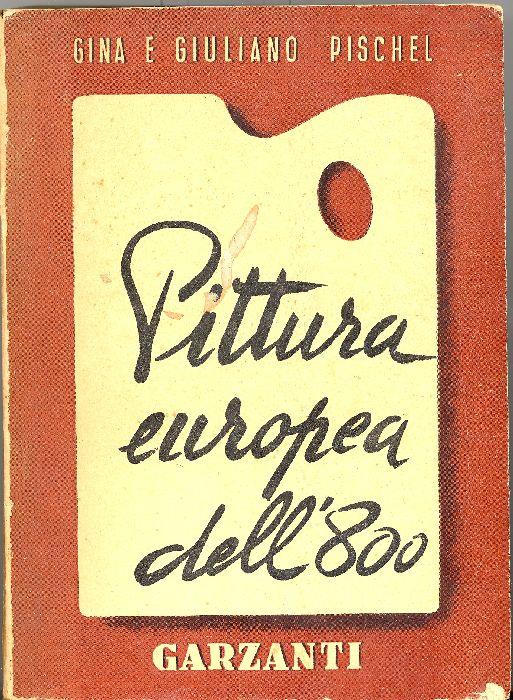 GINA E GIULIANO PISCHEL
Pittura
europea
dell'800
GARZANTI